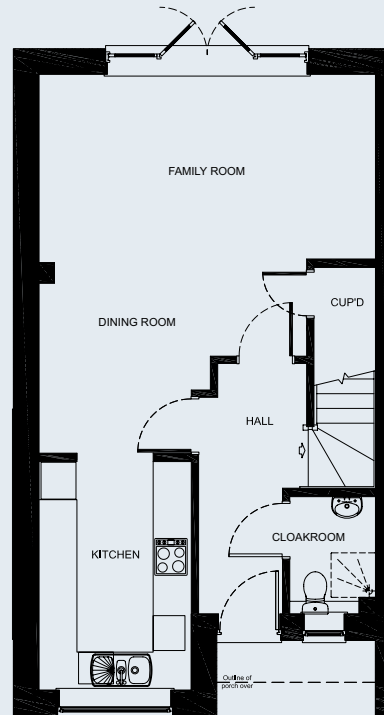 FAMILY ROOM
CUP'D
DINING ROOM
HALL
CLOAKROOM
KITCHEN
Outline of
porch over